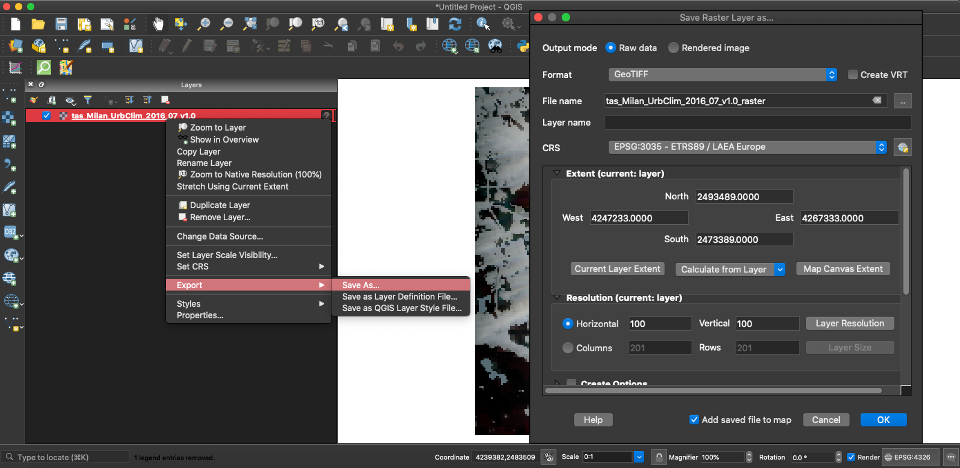 *Untitled Project - QGIS
Layers
tas_Milan_UrbClim_2016_07_v1.0
Zoom to Layer
Show in Overview
Copy Layer
Rename Layer
Zoom to Native Resolution (100%)
Stretch Using Current Extent
Duplicate Layer
Remove Layer...
Change Data Source...
Set Layer Scale Visibility...
Set CRS
Export
Styles
Properties...
Save As...
Save as Layer Definition File...
Save as QGIS Layer Style File...
Save Raster Layer as...
Output mode Raw data Rendered image
Format GeoTIFF Create VRT
File name tas_Milan_UrbClim_2016_07_v1.0_raster ...
Layer name
CRS EPSG:3035 - ETRS89 / LAEA Europe
Extent (current: layer)
North 2493489.0000
West 4247233.0000 East 4267333.0000
South 2473389.0000
Current Layer Extent Calculate from Layer Map Canvas Extent
Resolution (current: layer)
Horizontal 100 Vertical 100 Layer Resolution
Columns 201 Rows 201 Layer Size
Create Options
Help Add saved file to map Cancel OK
Type to locate (⌘K) 1 legend entries removed. Coordinate 4239382,2483509 Scale 0:1 Magnifier 100% Rotation 0.0 ° Render EPSG:4326